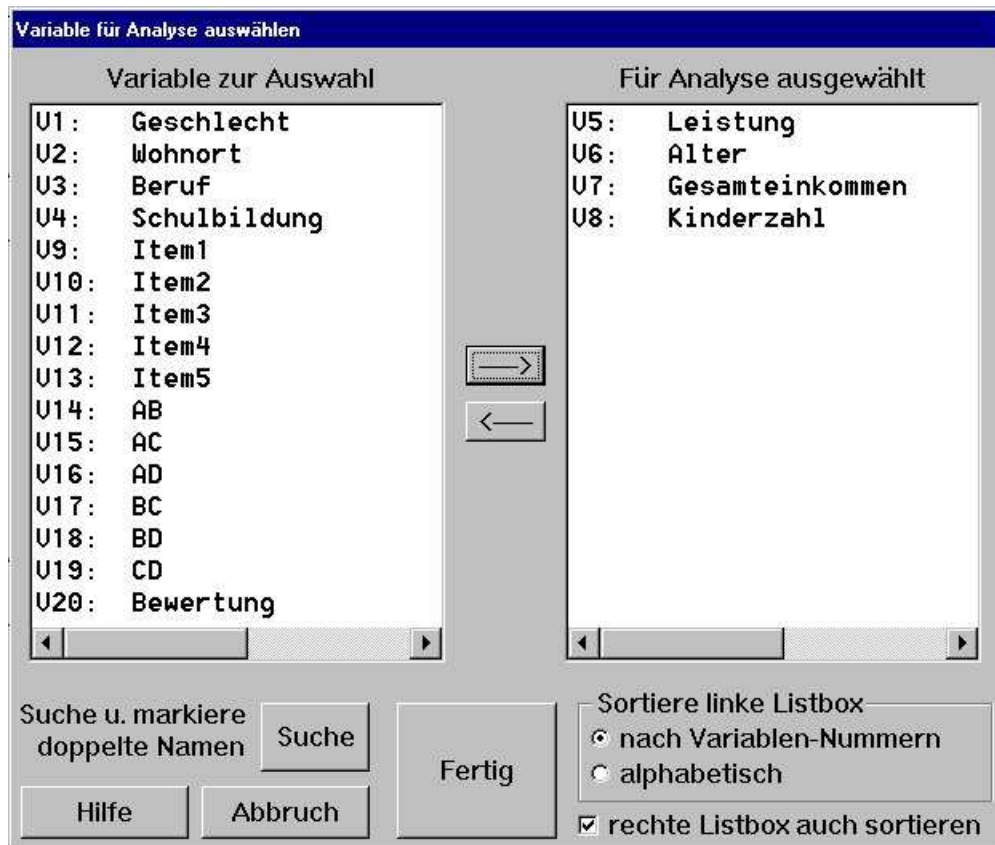 Variable für Analyse auswählen
Variable zur Auswahl
V1: Geschlecht
V2: Wohnort
V3: Beruf
V4: Schulbildung
V9: Item1
V10: Item2
V11: Item3
V12: Item4
V13: Item5
V14: AB
V15: AC
V16: AD
V17: BC
V18: BD
V19: CD
V20: Bewertung
Für Analyse ausgewählt
V5: Leistung
V6: Alter
V7: Gesamteinkommen
V8: Kinderzahl
Suche u. markiere
doppelte Namen
Suche
Hilfe
Abbruch
Fertig
Sortiere linke Listbox
nach Variablen-Nummern
alphabetisch
rechte Listbox auch sortieren